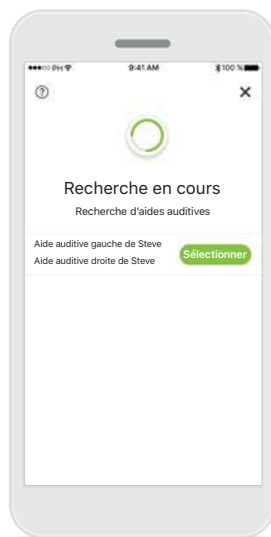 PH 9:41 AM 100 %
?
Recherche en cours
Recherche d'aides auditives
Aide auditive gauche de Steve
Aide auditive droite de Steve
Sélectionner